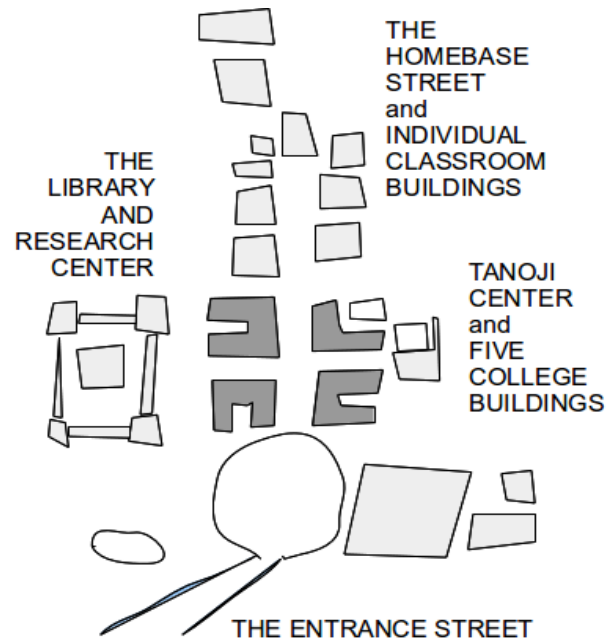 THE
HOMEBASE
STREET
and
INDIVIDUAL
CLASSROOM
BUILDINGS
THE
LIBRARY
AND
RESEARCH
CENTER
TANOJI
CENTER
and
FIVE
COLLEGE
BUILDINGS
THE ENTRANCE STREET